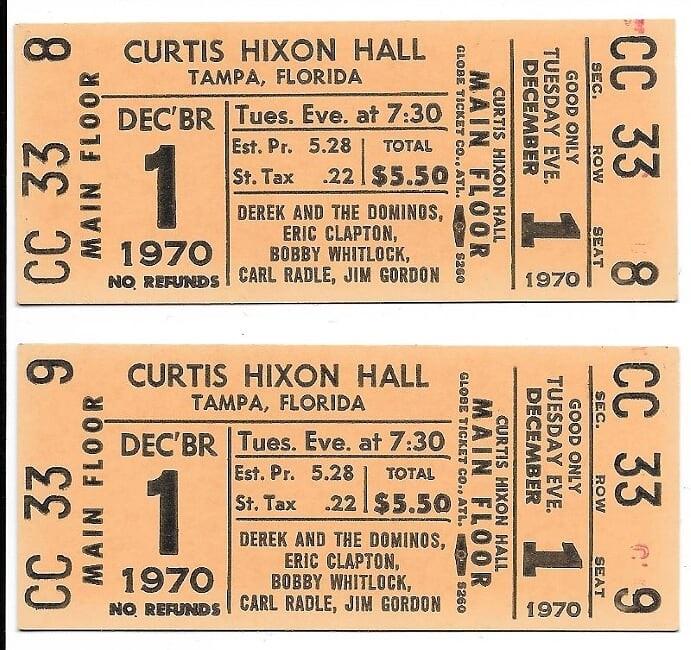 8
CC 33
MAIN FLOOR
CURTIS HIXON HALL
TAMPA, FLORIDA
DEC'BR
1
1970
NO REFUNDS
Tues. Eve. at 7:30
Est. Pr. 5.28
St. Tax .22
TOTAL
$5.50
DEREK AND THE DOMINOS,
ERIC CLAPTON,
BOBBY WHITLOCK,
CARL RADLE, JIM GORDON
CURTIS HIXON HALL
MAIN FLOOR
GLOBE TICKET CO., ATL. S260
GOOD ONLY
TUESDAY EVE.
DECEMBER
1
1970
SEC. ROW SEAT
CC 33 8
9
CC 33
MAIN FLOOR
CURTIS HIXON HALL
TAMPA, FLORIDA
DEC'BR
1
1970
NO REFUNDS
Tues. Eve. at 7:30
Est. Pr. 5.28
St. Tax .22
TOTAL
$5.50
DEREK AND THE DOMINOS,
ERIC CLAPTON,
BOBBY WHITLOCK,
CARL RADLE, JIM GORDON
CURTIS HIXON HALL
MAIN FLOOR
GLOBE TICKET CO., ATL. S260
GOOD ONLY
TUESDAY EVE.
DECEMBER
1
1970
SEC. ROW SEAT
CC 33 9